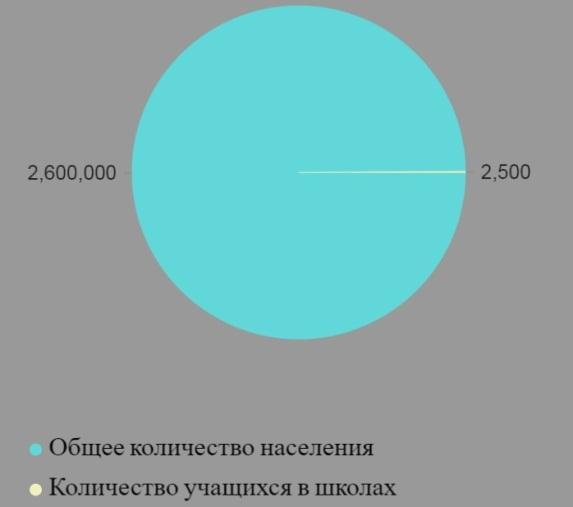 2,600,000
2,500
Общее количество населения
Количество учащихся в школах